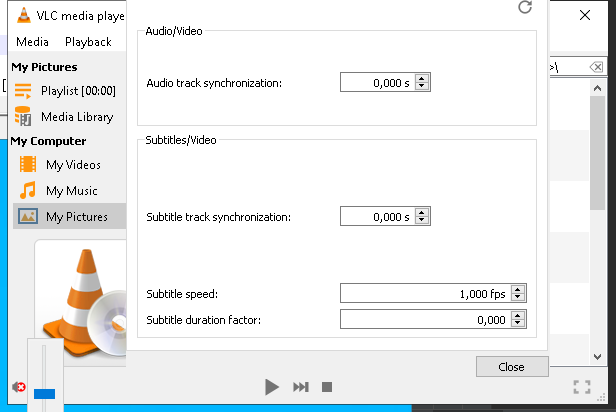 VLC media playe
Media Playback
My Pictures
Playlist [00:00]
Media Library
My Computer
My Videos
My Music
My Pictures
Audio/Video
Audio track synchronization: 0,000 s
Subtitles/Video
Subtitle track synchronization: 0,000 s
Subtitle speed: 1,000 fps
Subtitle duration factor: 0,000
Close
>\